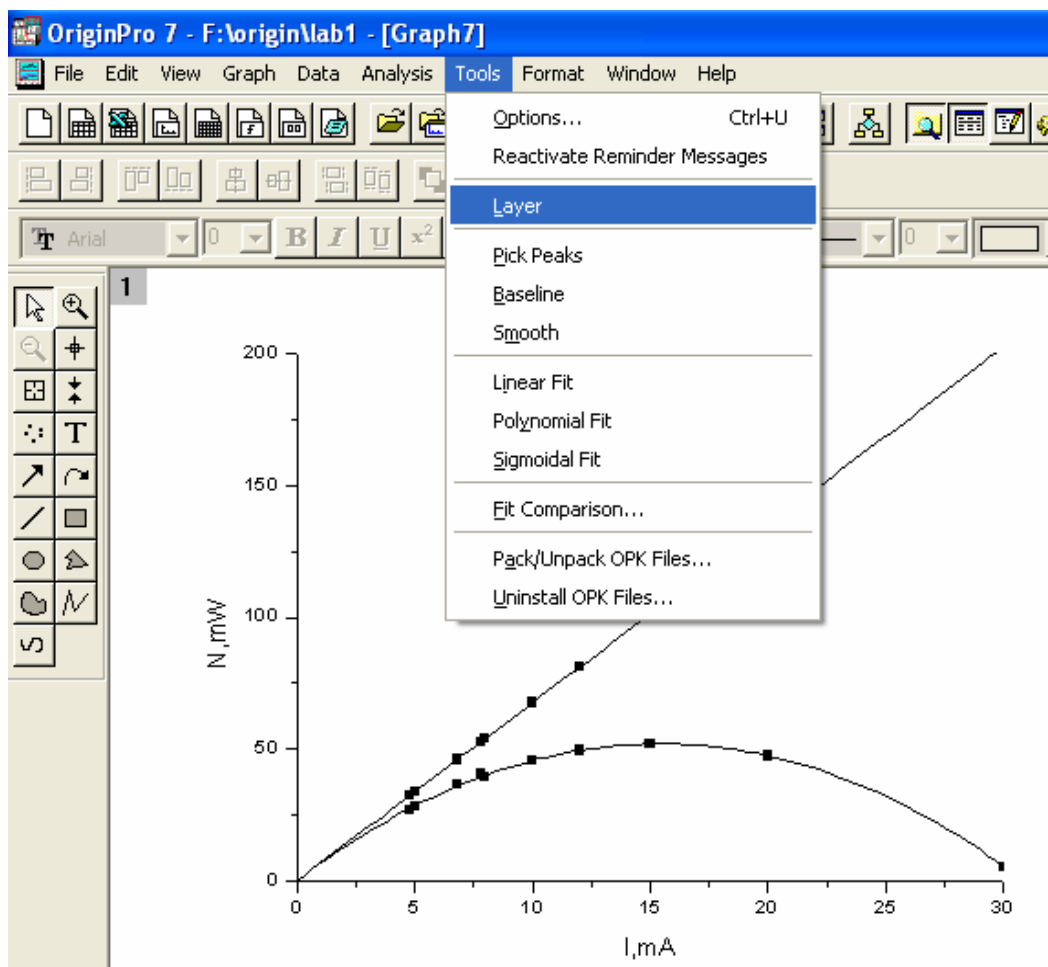 OriginPro 7 - F:\origin\lab1 - [Graph7]
File Edit View Graph Data Analysis Tools Format Window Help
Options... Ctrl+U
Reactivate Reminder Messages
Layer
Pick Peaks
Baseline
Smooth
Linear Fit
Polynomial Fit
Sigmoidal Fit
Fit Comparison...
Pack/Unpack OPK Files...
Uninstall OPK Files...
Arial 0 B I U x² 0
T
1
200
150
100
50
0
N,mW
0 5 10 15 20 25 30
I,mA